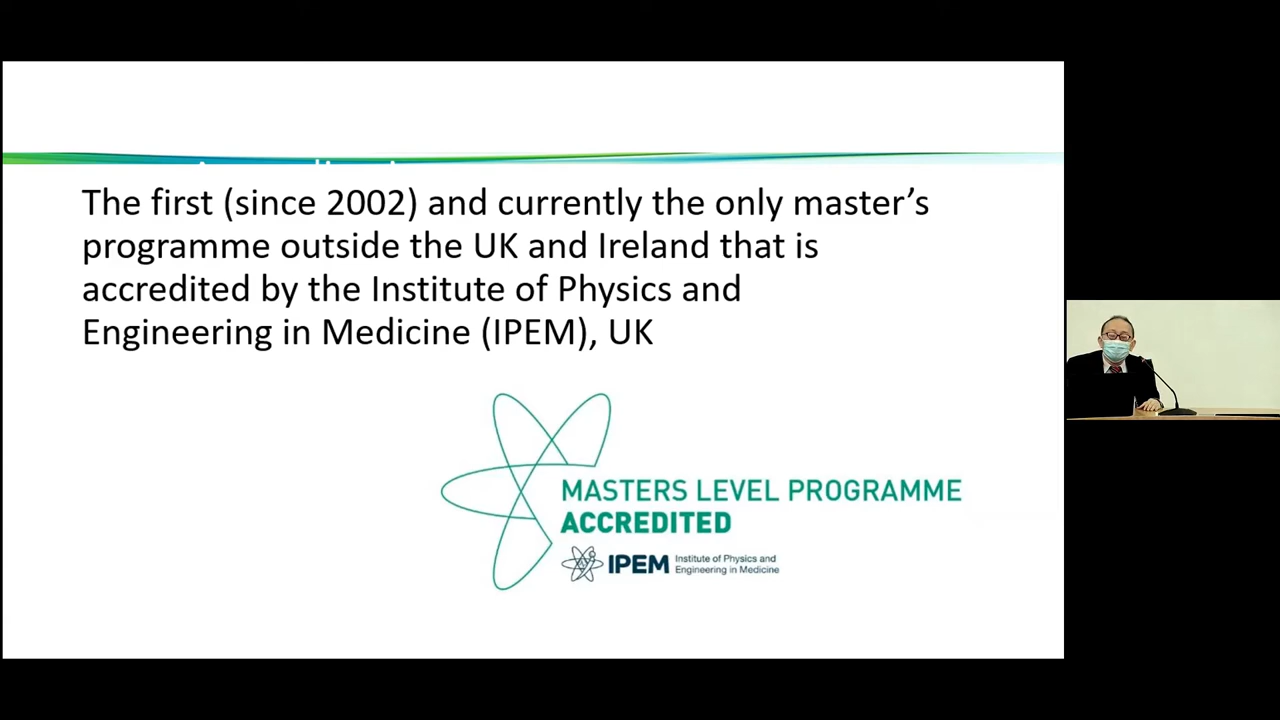 The first (since 2002) and currently the only master’s
programme outside the UK and Ireland that is
accredited by the Institute of Physics and
Engineering in Medicine (IPEM), UK
MASTERS LEVEL PROGRAMME
ACCREDITED
IPEM Institute of Physics and
Engineering in Medicine